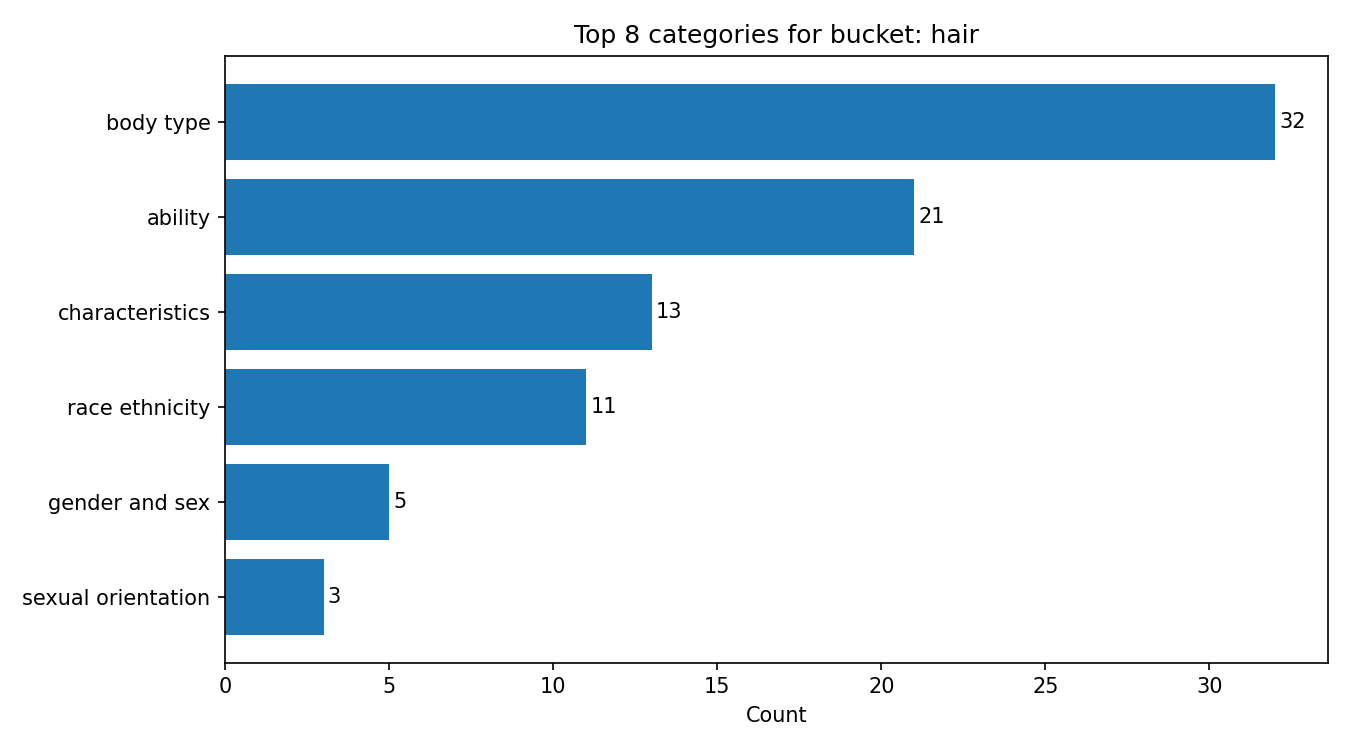 Top 8 categories for bucket: hair
body type
32
ability
21
characteristics
13
race ethnicity
11
gender and sex
5
sexual orientation
3
0 5 10 15 20 25 30
Count